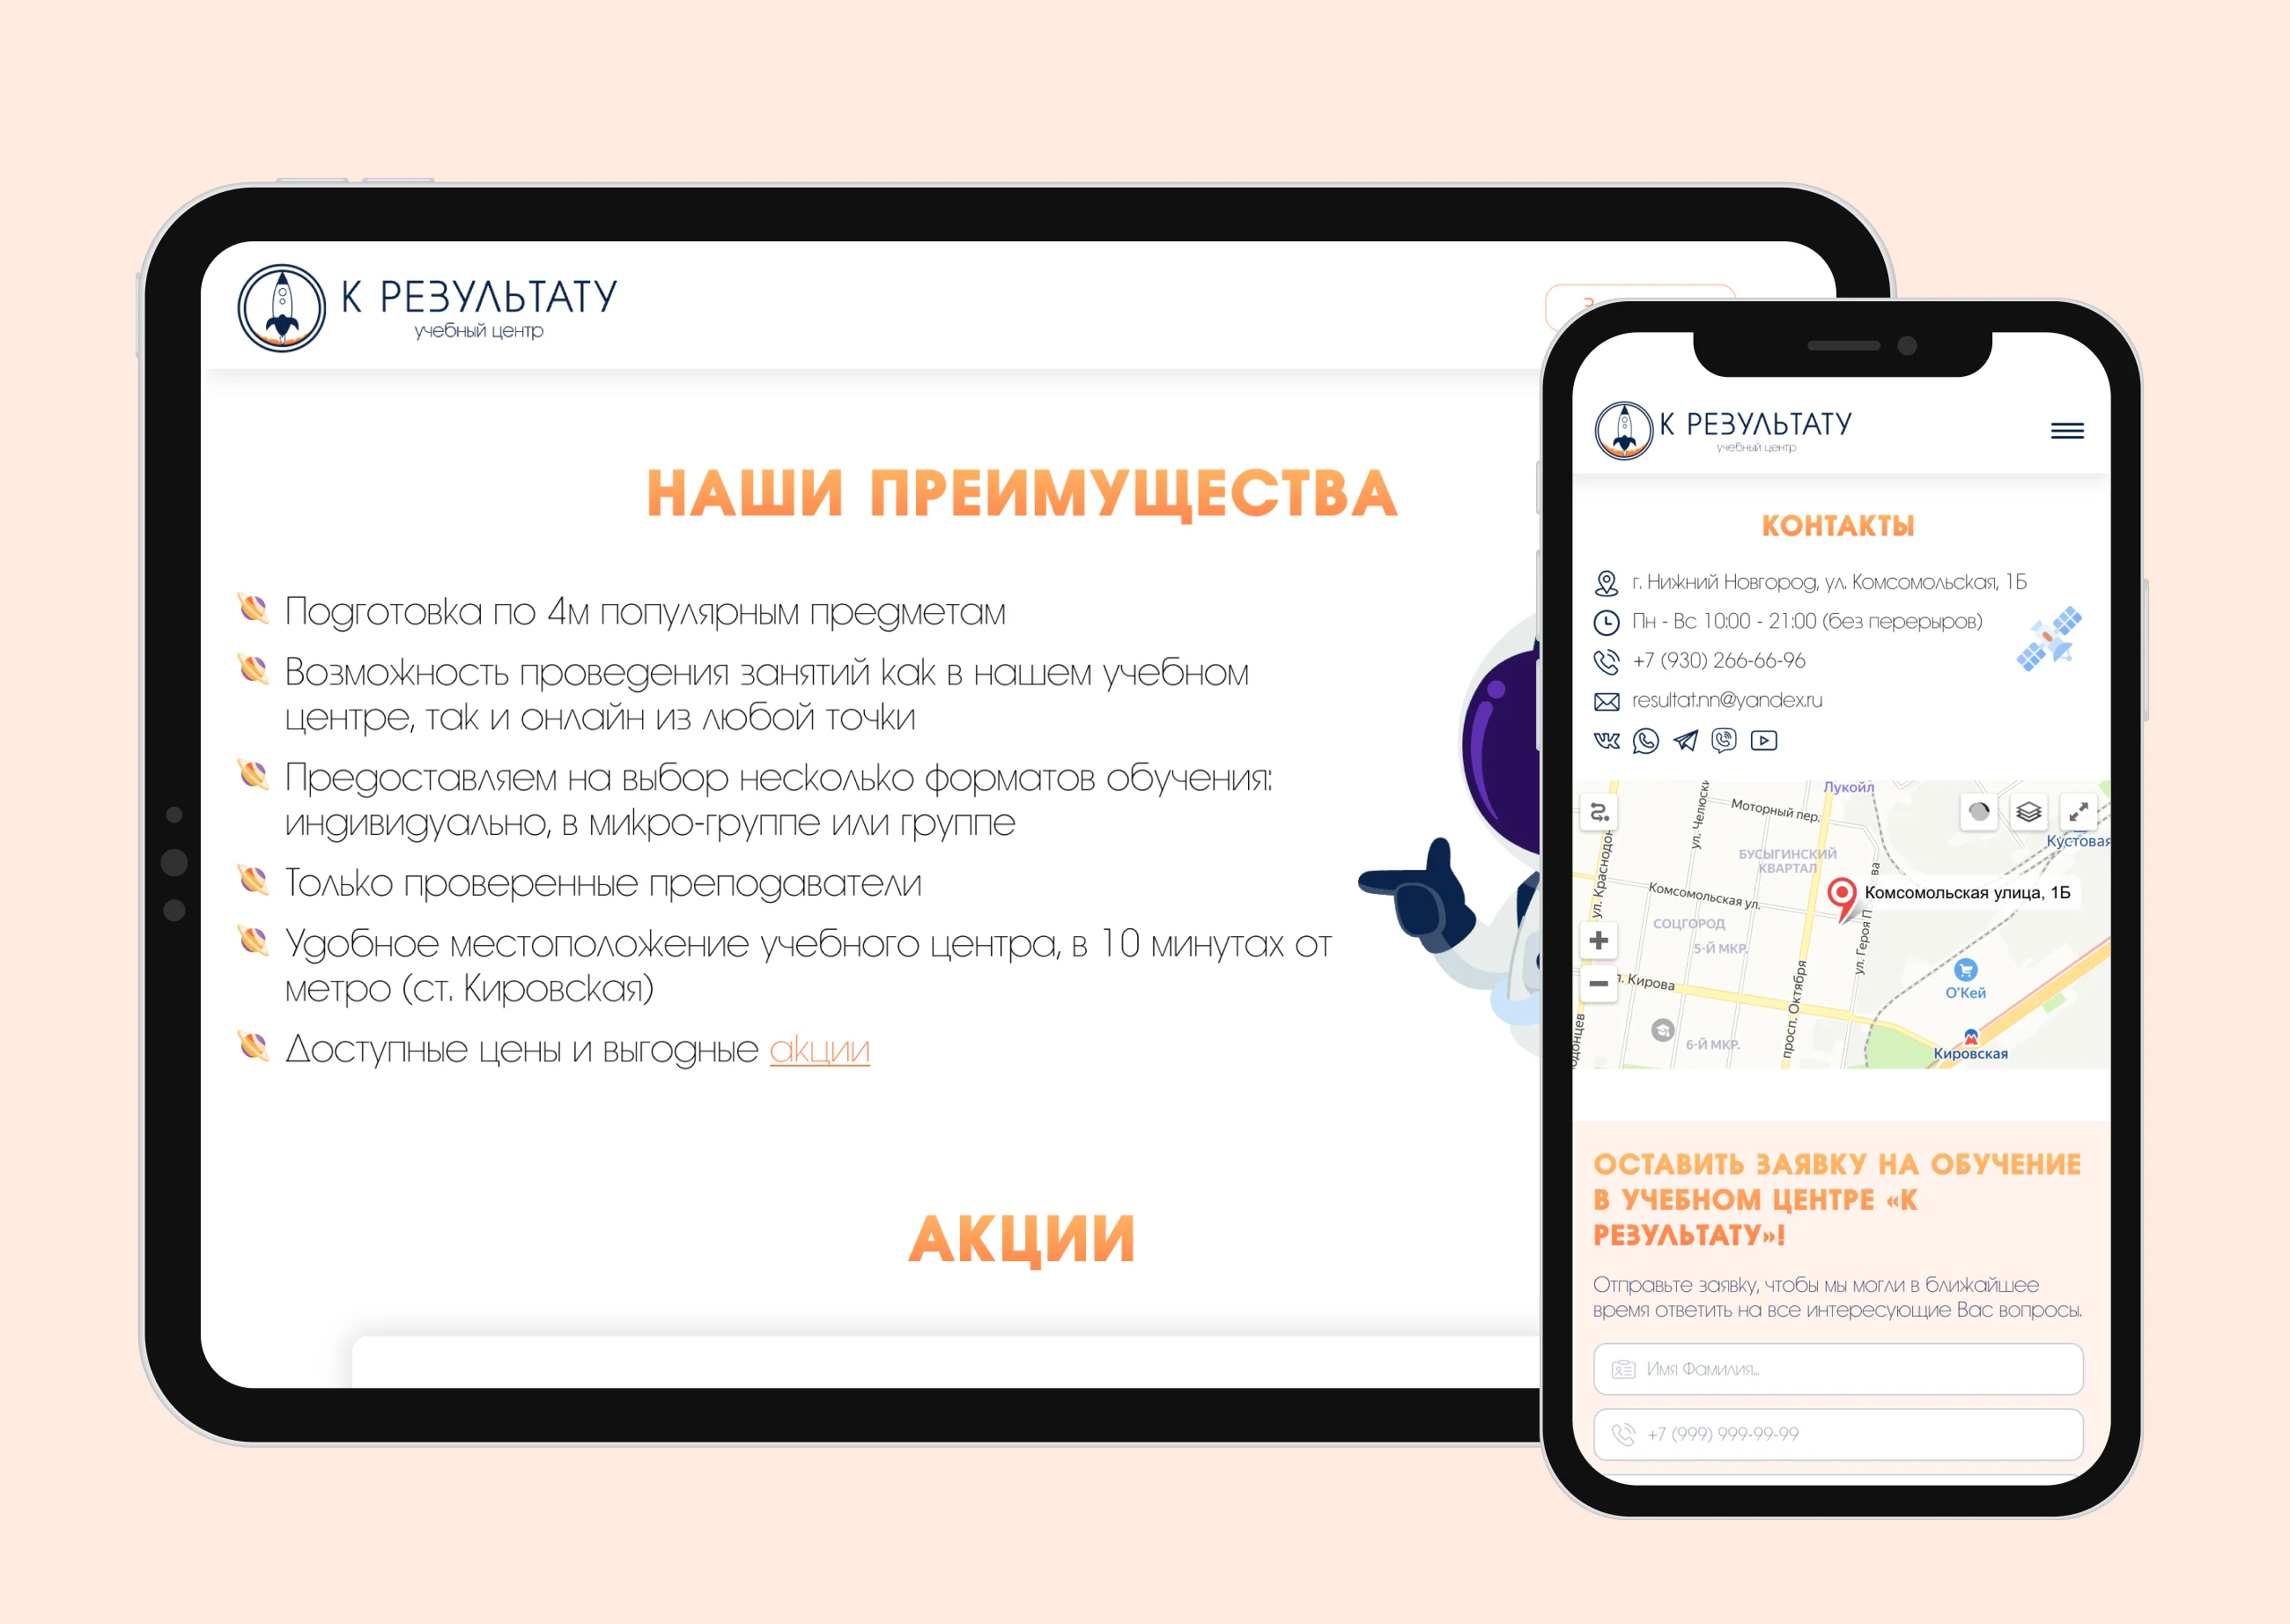 К РЕЗУЛЬТАТУ
учебный центр
НАШИ ПРЕИМУЩЕСТВА
Подготовка по 4м популярным предметам
Возможность проведения занятий как в нашем учебном
центре, так и онлайн из любой точки
Предоставляем на выбор несколько форматов обучения:
индивидуально, в микро-группе или группе
Только проверенные преподаватели
Удобное местоположение учебного центра, в 10 минутах от
метро (ст. Кировская)
Доступные цены и выгодные акции
АКЦИИ
К РЕЗУЛЬТАТУ
учебный центр
КОНТАКТЫ
г. Нижний Новгород, ул. Комсомольская, 1Б
Пн - Вс 10:00 - 21:00 (без перерыров)
+7 (930) 266-66-96
resultat.nn@yandex.ru
Лукойл
ул. Челюски
Моторный пер.
ул. Краснодон
Кустовая
БУСЫГИНСКИЙ
КВАРТАЛ
Комсомольская ул.
Комсомольская улица, 1Б
СОЦГОРОД
5-Й МКР.
ул. Героя П
О'Кей
л. Кирова
просп. Октября
6-Й МКР.
Кировская
ОСТАВИТЬ ЗАЯВКУ НА ОБУЧЕНИЕ
В УЧЕБНОМ ЦЕНТРЕ «К
РЕЗУЛЬТАТУ»!
Отправьте заявку, чтобы мы могли в ближайшее
время ответить на все интересующие Вас вопросы.
Имя Фамилия...
+7 (999) 999-99-99